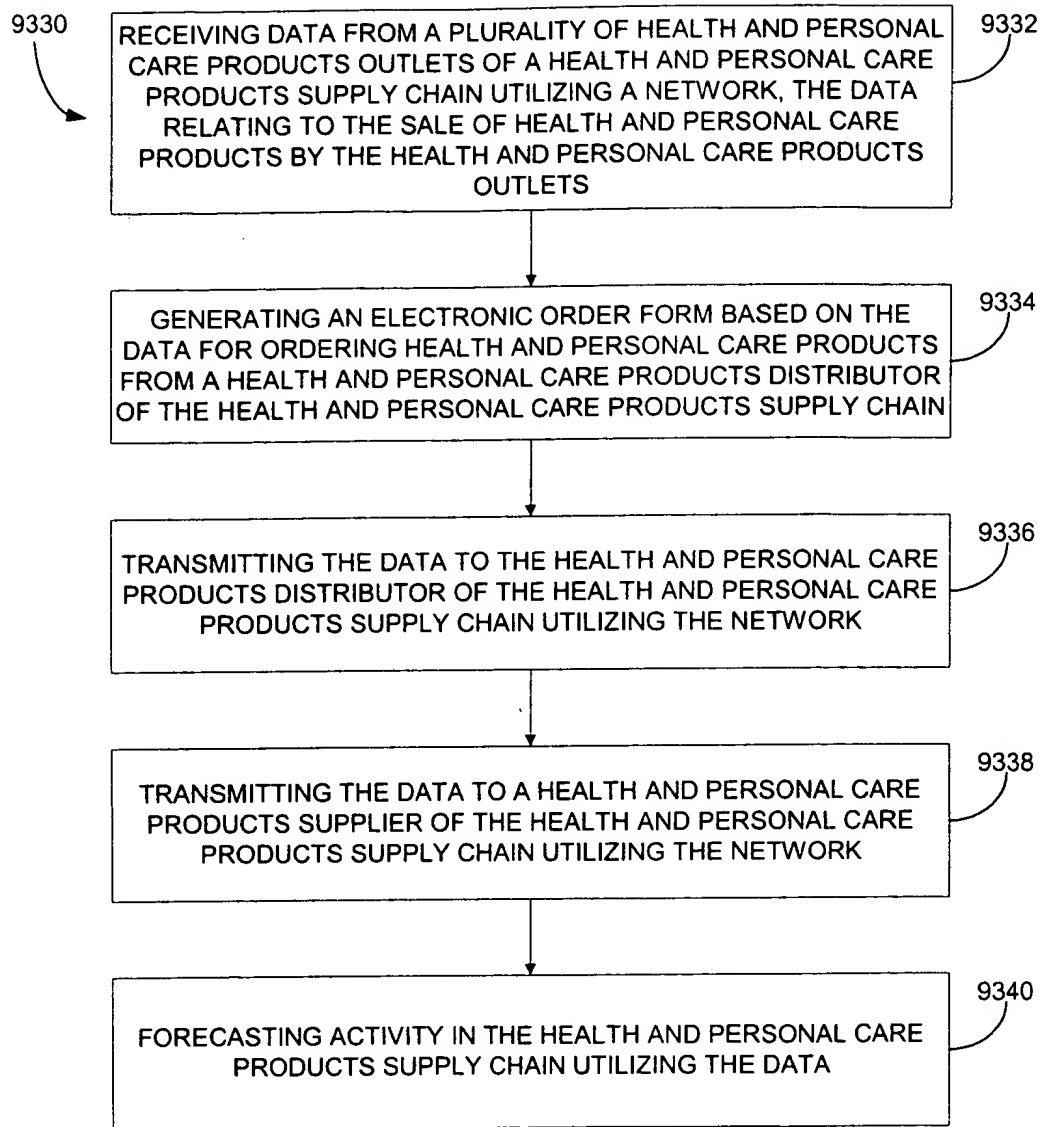 9330
RECEIVING DATA FROM A PLURALITY OF HEALTH AND PERSONAL
CARE PRODUCTS OUTLETS OF A HEALTH AND PERSONAL CARE
PRODUCTS SUPPLY CHAIN UTILIZING A NETWORK, THE DATA
RELATING TO THE SALE OF HEALTH AND PERSONAL CARE
PRODUCTS BY THE HEALTH AND PERSONAL CARE PRODUCTS
OUTLETS
9332
GENERATING AN ELECTRONIC ORDER FORM BASED ON THE
DATA FOR ORDERING HEALTH AND PERSONAL CARE PRODUCTS
FROM A HEALTH AND PERSONAL CARE PRODUCTS DISTRIBUTOR
OF THE HEALTH AND PERSONAL CARE PRODUCTS SUPPLY CHAIN
9334
TRANSMITTING THE DATA TO THE HEALTH AND PERSONAL CARE
PRODUCTS DISTRIBUTOR OF THE HEALTH AND PERSONAL CARE
PRODUCTS SUPPLY CHAIN UTILIZING THE NETWORK
9336
TRANSMITTING THE DATA TO A HEALTH AND PERSONAL CARE
PRODUCTS SUPPLIER OF THE HEALTH AND PERSONAL CARE
PRODUCTS SUPPLY CHAIN UTILIZING THE NETWORK
9338
FORECASTING ACTIVITY IN THE HEALTH AND PERSONAL CARE
PRODUCTS SUPPLY CHAIN UTILIZING THE DATA
9340